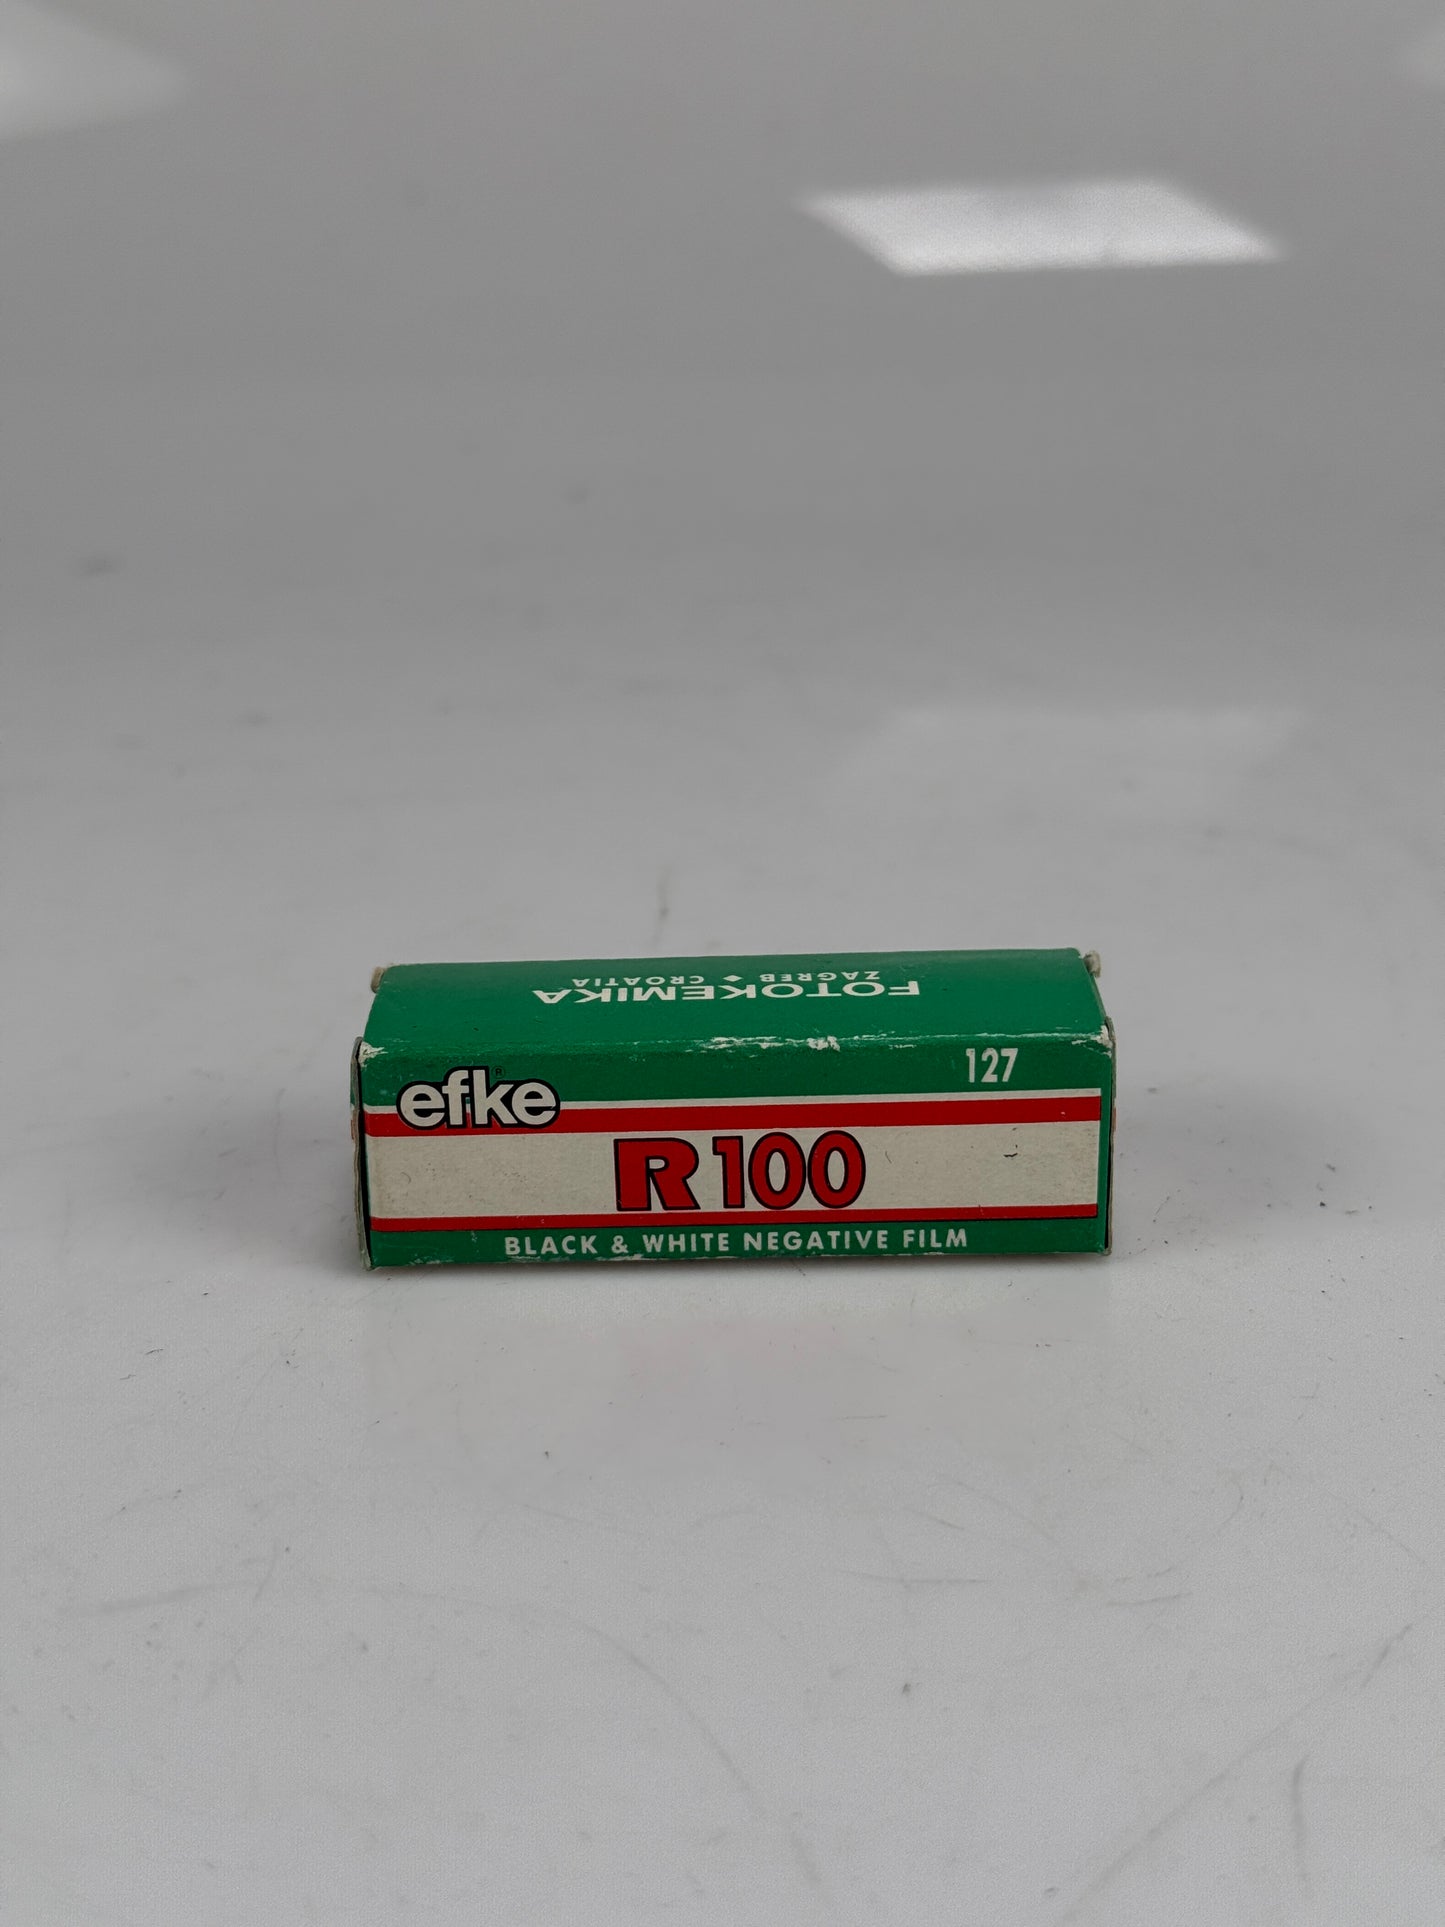 FOTOKEMIKA
ZAGREB ◆ CROATIA
efke®
127
R100
BLACK & WHITE NEGATIVE FILM